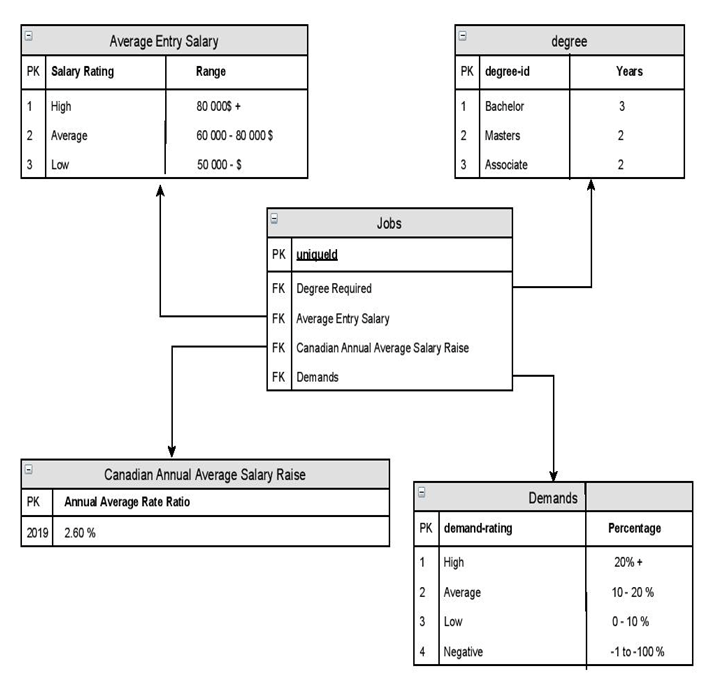 Average Entry Salary
PK Salary Rating Range
1 High 80 000$ +
2 Average 60 000 - 80 000 $
3 Low 50 000 - $
degree
PK degree-id Years
1 Bachelor 3
2 Masters 2
3 Associate 2
Jobs
PK uniqueId
FK Degree Required
FK Average Entry Salary
FK Canadian Annual Average Salary Raise
FK Demands
Canadian Annual Average Salary Raise
PK Annual Average Rate Ratio
2019 2.60 %
Demands
PK demand-rating Percentage
1 High 20% +
2 Average 10 - 20 %
3 Low 0 - 10 %
4 Negative -1 to -100 %